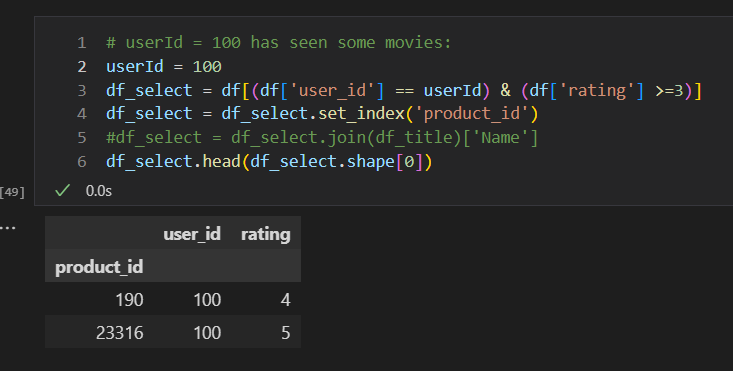 1 # userId = 100 has seen some movies:
2 userId = 100
3 df_select = df[(df['user_id'] == userId) & (df['rating'] >=3)]
4 df_select = df_select.set_index('product_id')
5 #df_select = df_select.join(df_title)['Name']
6 df_select.head(df_select.shape[0])
[49] ✓ 0.0s
...
user_id rating
product_id
190 100 4
23316 100 5